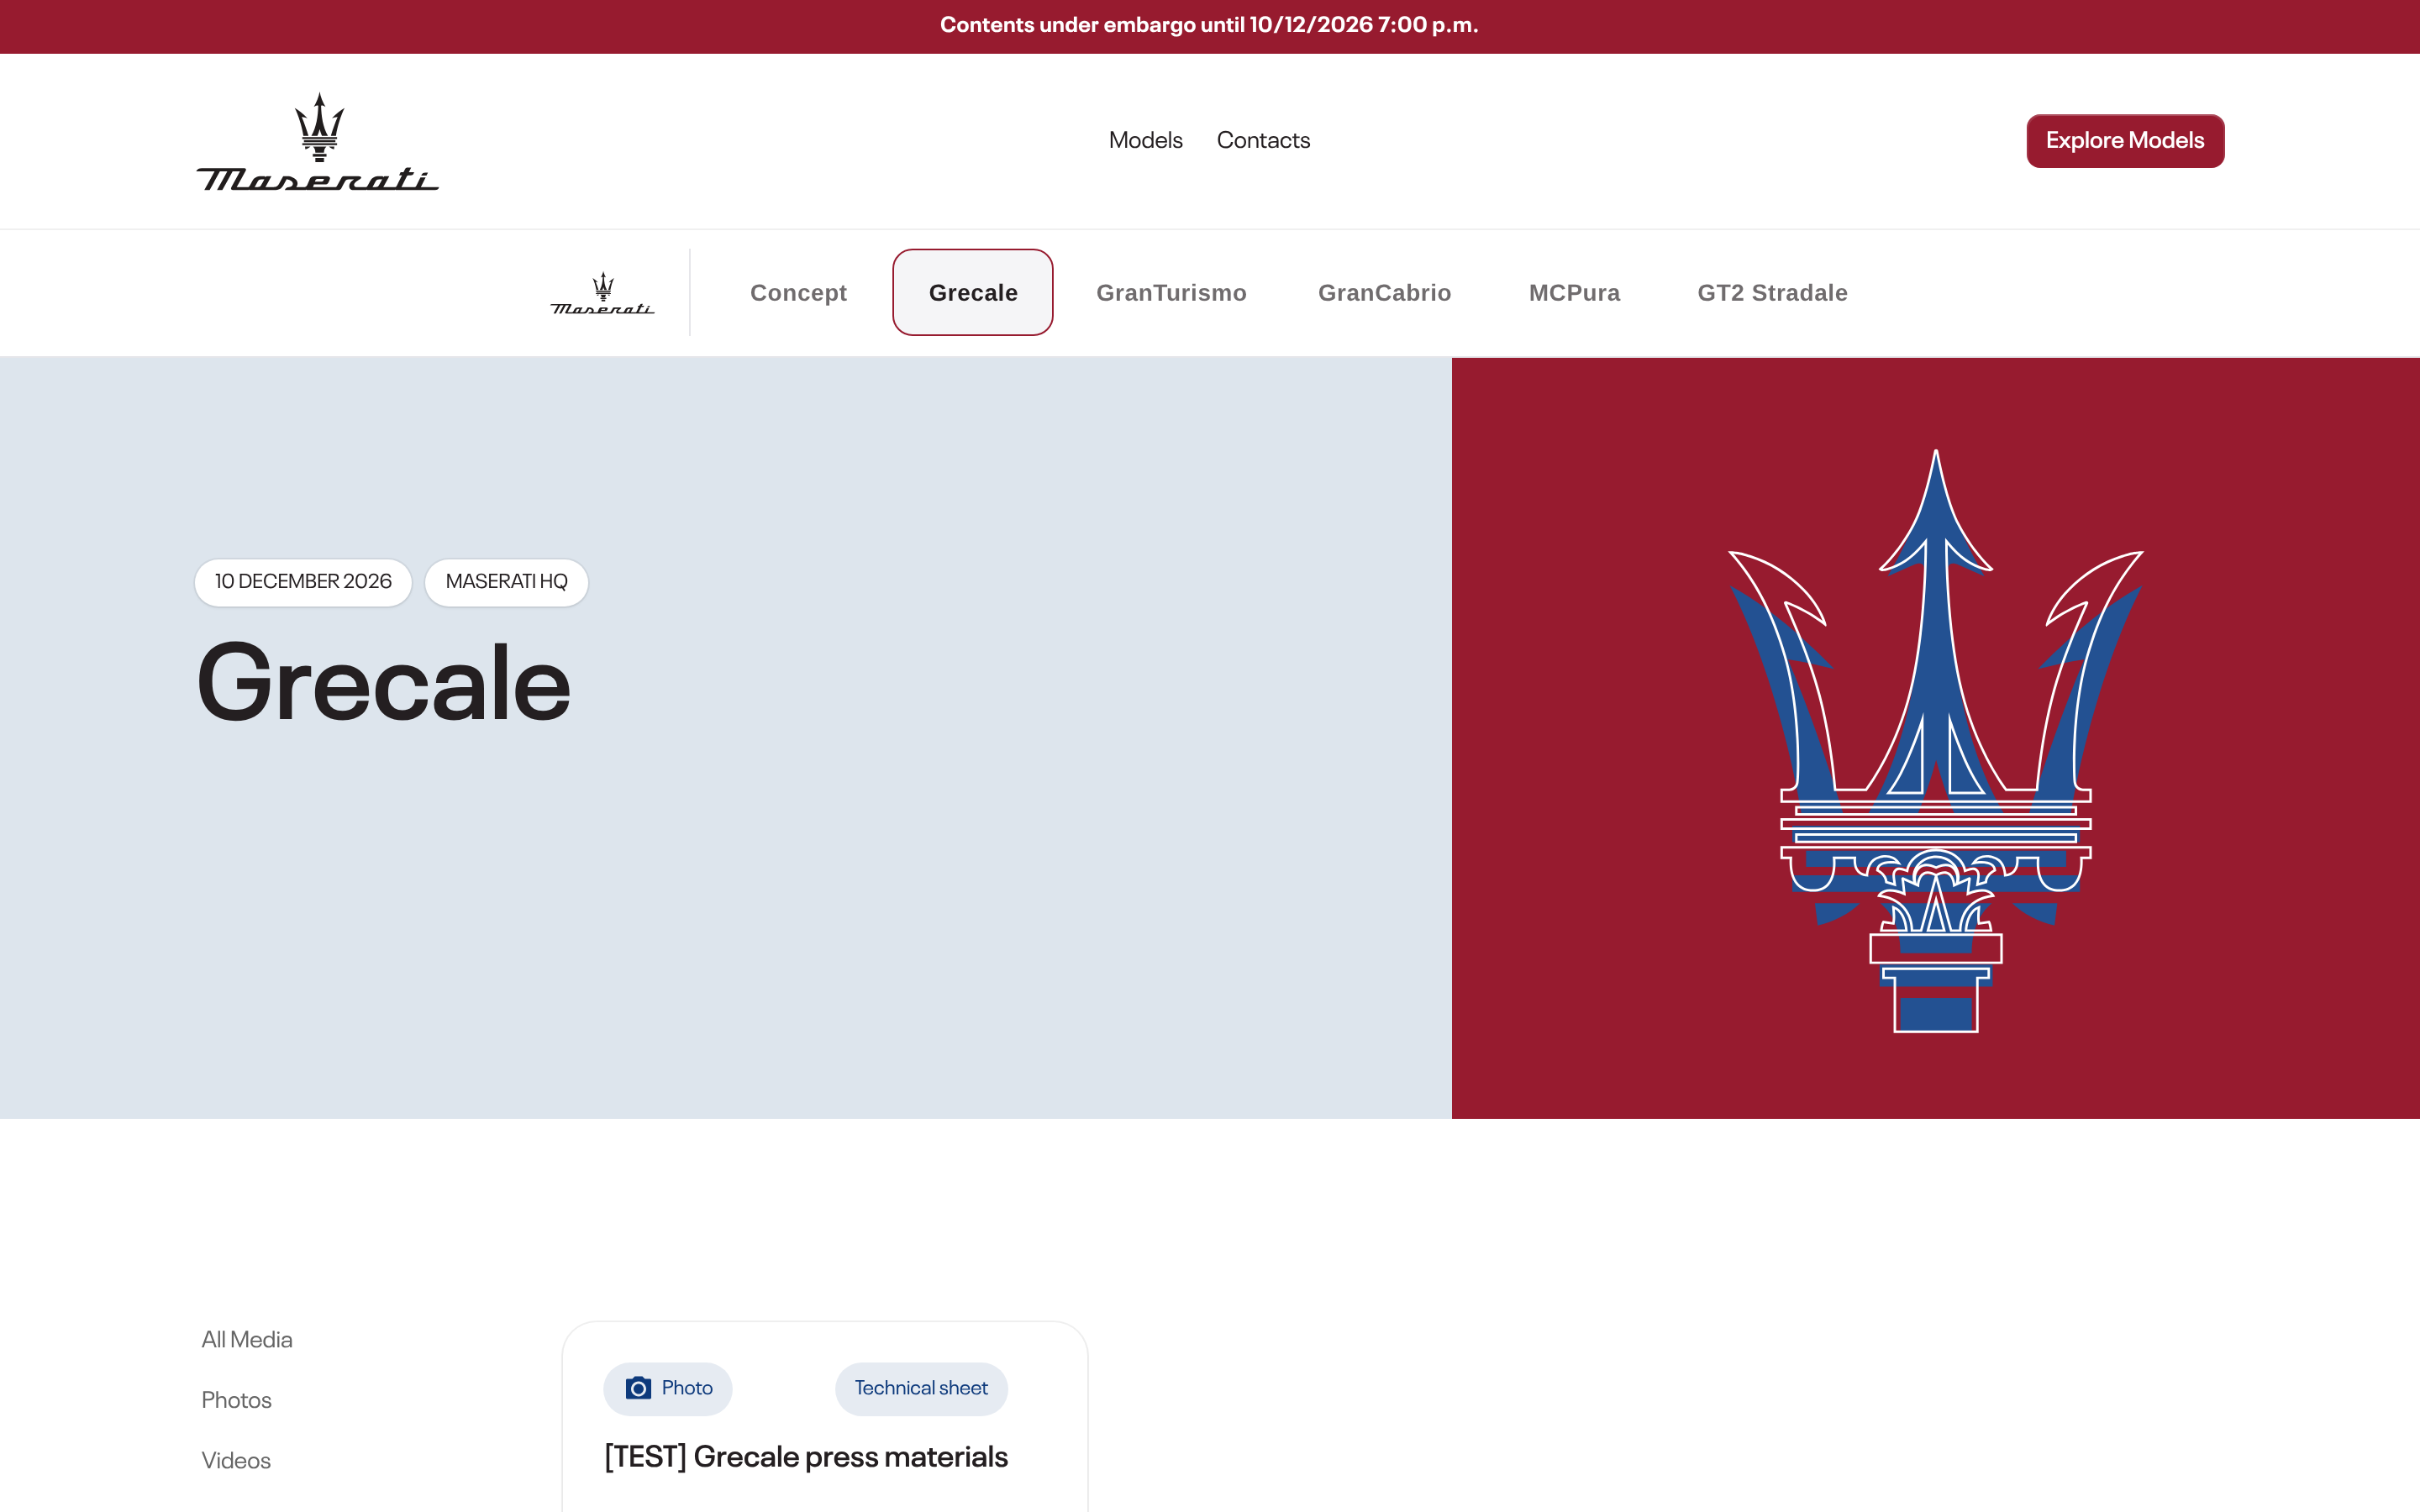 Contents under embargo until 10/12/2026 7:00 p.m.
Maserati
Models Contacts
Explore Models
Maserati
Concept Grecale GranTurismo GranCabrio MCPura GT2 Stradale
10 DECEMBER 2026 MASERATI HQ
Grecale
All Media
Photos
Videos
Photo Technical sheet
[TEST] Grecale press materials